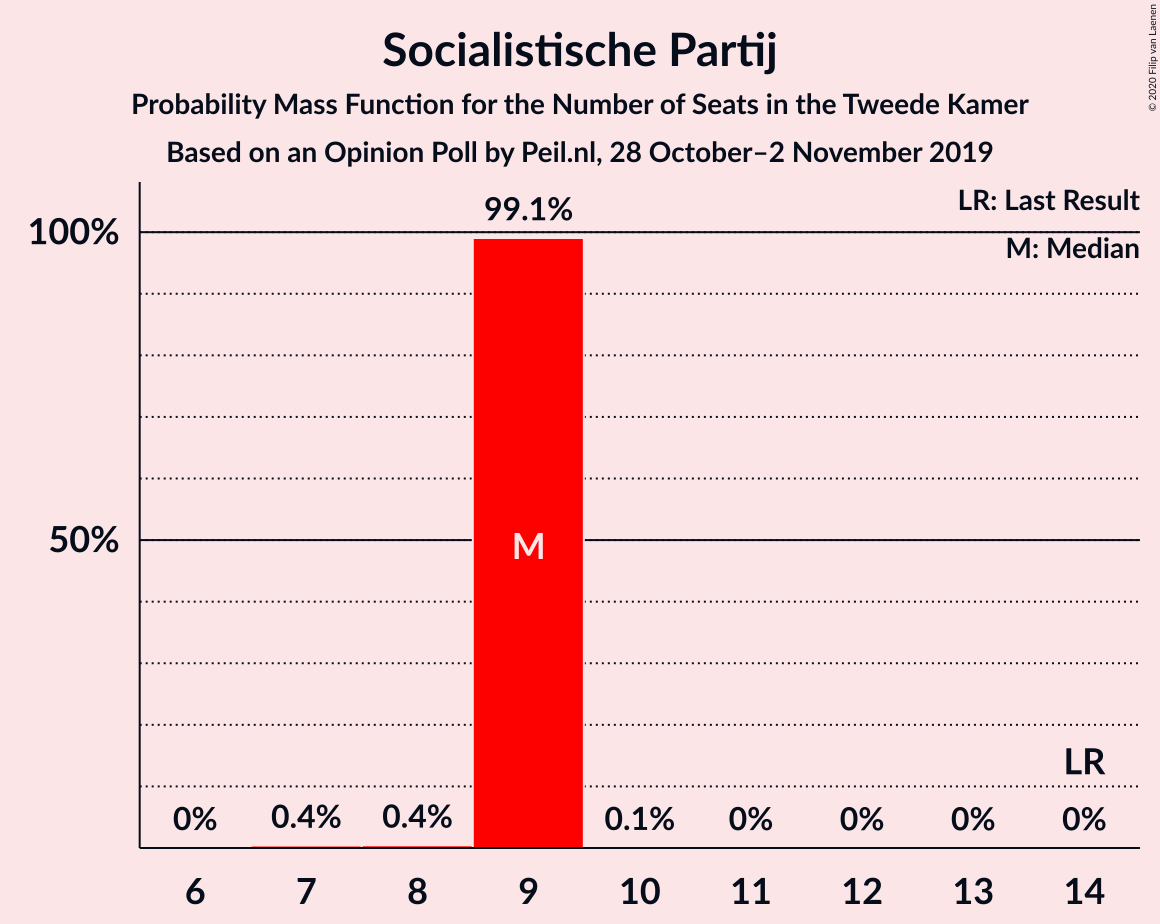 Socialistische Partij
Probability Mass Function for the Number of Seats in the Tweede Kamer
Based on an Opinion Poll by Peil.nl, 28 October–2 November 2019
© 2020 Filip van Laenen
LR: Last Result
M: Median
99.1%
100%
50%
M
LR
0% 0.4% 0.4% 0.1% 0% 0% 0% 0%
6 7 8 9 10 11 12 13 14